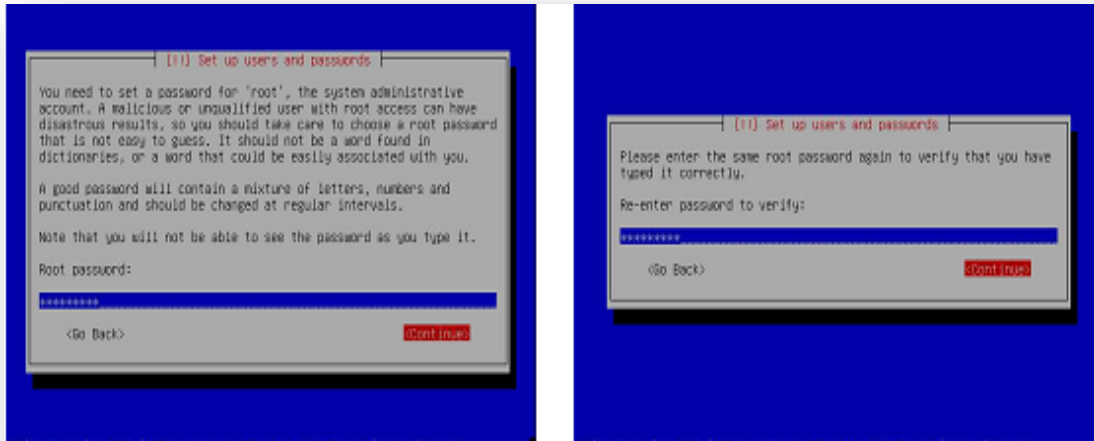 [!!] Set up users and passwords
You need to set a password for 'root', the system administrative
account. A malicious or unqualified user with root access can have
disastrous results, so you should take care to choose a root password
that is not easy to guess. It should not be a word found in
dictionaries, or a word that could be easily associated with you.
A good password will contain a mixture of letters, numbers and
punctuation and should be changed at regular intervals.
Note that you will not be able to see the password as you type it.
Root password:
*********
<Go Back>
<Continue>
[!!] Set up users and passwords
Please enter the same root password again to verify that you have
typed it correctly.
Re-enter password to verify:
*********
<Go Back>
<Continue>